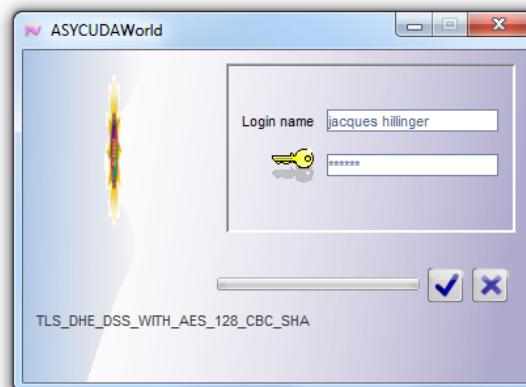 ASYCUDAWorld
Login name jacques hillinger
******
TLS_DHE_DSS_WITH_AES_128_CBC_SHA